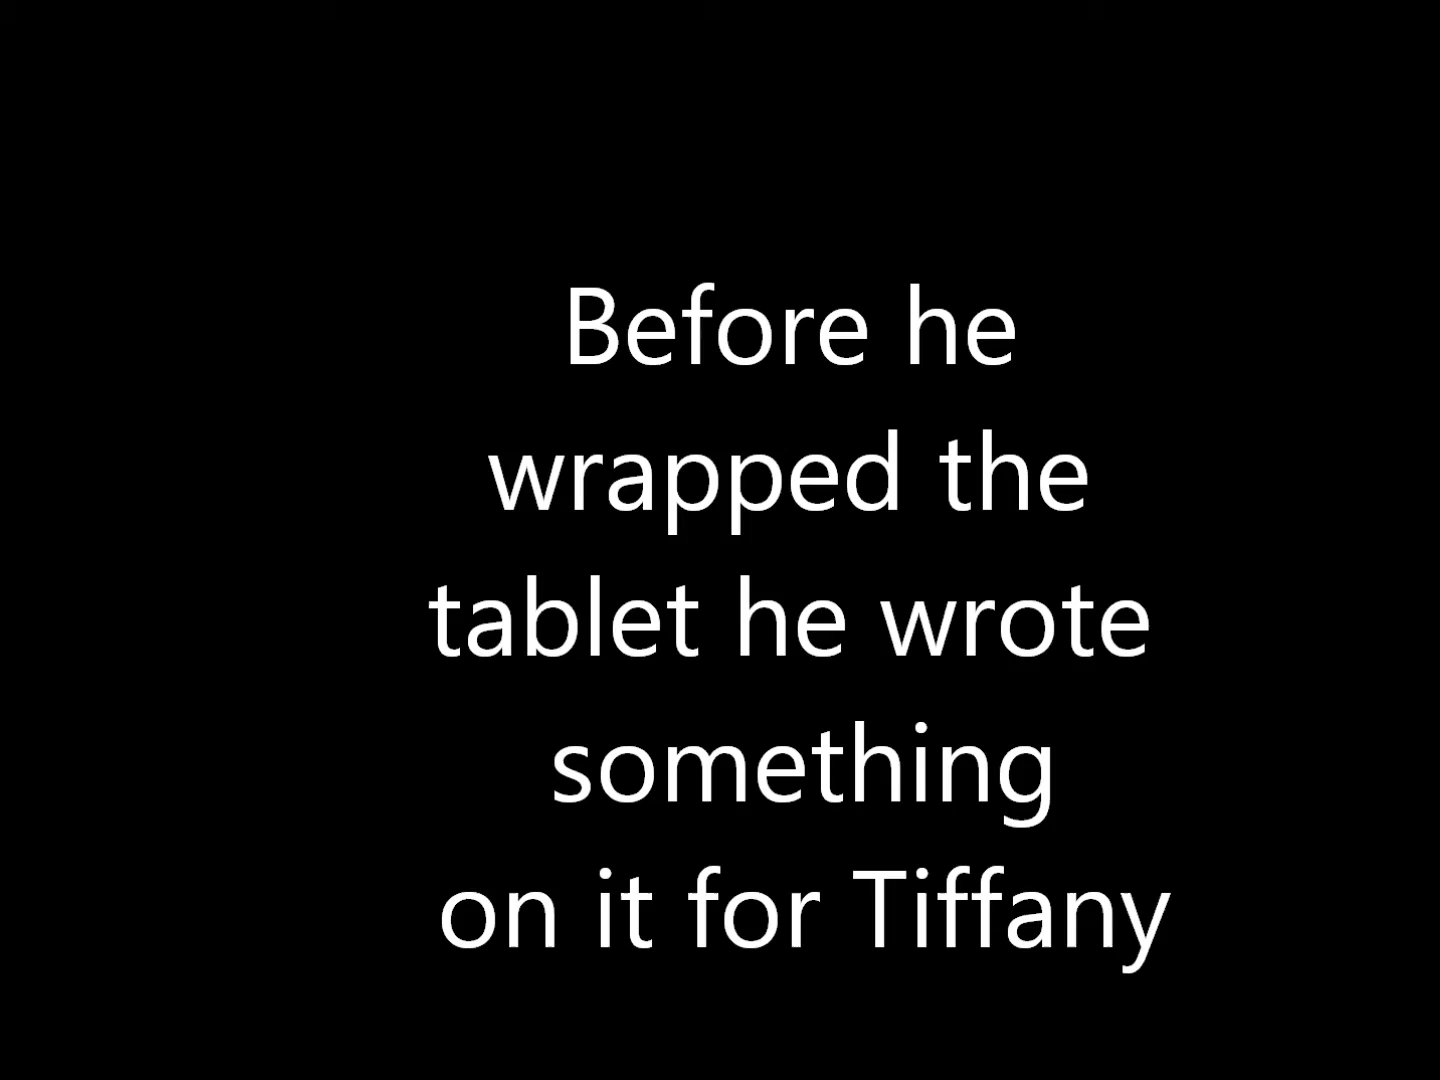 Before he
wrapped the
tablet he wrote
something
on it for Tiffany